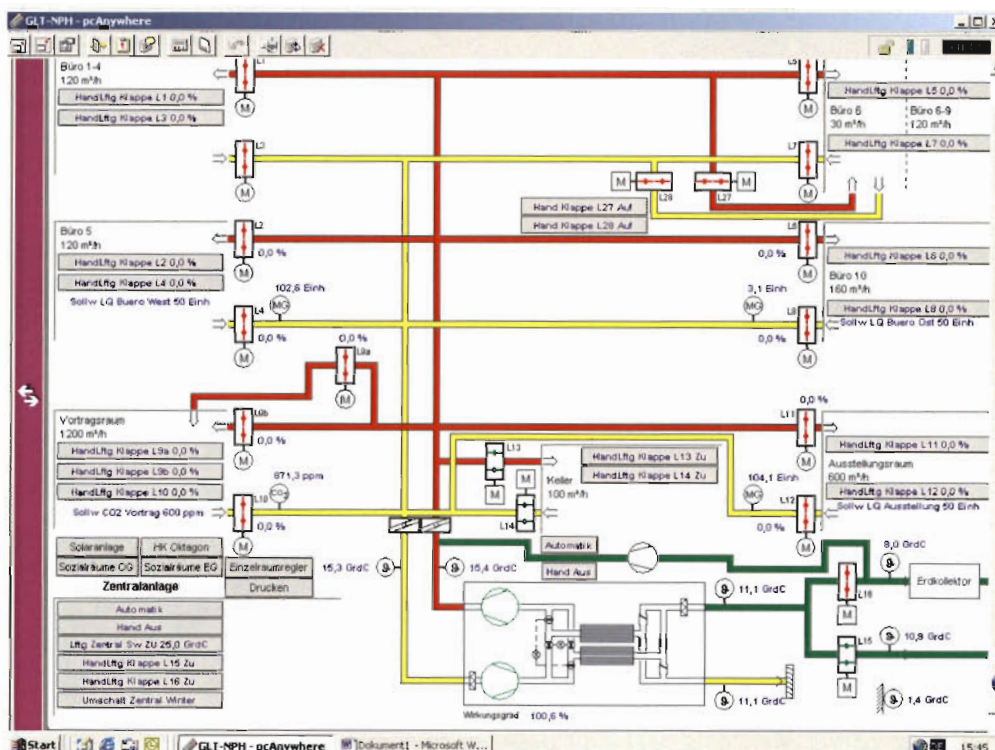 GLT-NPH - pcAnywhere
Büro 1-4
120 m³/h
HandLftg Klappe L1 0,0 %
HandLftg Klappe L3 0,0 %
L1
M
L3
M
L5
M
L7
M
HandLftg Klappe L5 0,0 %
Büro 6
30 m³/h
Büro 6-9
120 m³/h
HandLftg Klappe L7 0,0 %
M
L28
L27
M
Hand Klappe L27 Auf
Hand Klappe L28 Auf
Büro 5
120 m³/h
HandLftg Klappe L2 0,0 %
HandLftg Klappe L4 0,0 %
Sollw LQ Buero West 50 Einh
L2
0,0 %
M
102,6 Einh
MG
L4
0,0 %
M
L6
0,0 %
M
3,1 Einh
MG
L8
0,0 %
M
HandLftg Klappe L6 0,0 %
Büro 10
160 m³/h
HandLftg Klappe L8 0,0 %
Sollw LQ Buero Ost 50 Einh
0,0 %
L9a
M
Vortragsraum
1200 m³/h
HandLftg Klappe L9a 0,0 %
HandLftg Klappe L9b 0,0 %
HandLftg Klappe L10 0,0 %
Sollw CO2 Vortrag 600 ppm
L9b
0,0 %
M
671,3 ppm
CO2
L10
0,0 %
M
L13
M
M
L14
Keller
100 m³/h
HandLftg Klappe L13 Zu
HandLftg Klappe L14 Zu
0,0 %
L11
M
104,1 Einh
MG
L12
0,0 %
M
HandLftg Klappe L11 0,0 %
Ausstellungsraum
600 m³/h
HandLftg Klappe L12 0,0 %
Sollw LQ Ausstellung 50 Einh
Solaranlage
HK Oktagon
Sozialräume OG
Sozialräume EG
Einzelraumregler
Zentralanlage
Drucken
Automatik
Hand Aus
Lftg Zentral Sw ZU 25,0 GrdC
HandLftg Klappe L15 Zu
HandLftg Klappe L16 Zu
Umschalt Zentral Winter
15,3 GrdC
15,4 GrdC
Automatik
Hand Aus
11,1 GrdC
8,0 GrdC
L16
M
Erdkollektor
L15
M
10,9 GrdC
11,1 GrdC
1,4 GrdC
Wirkungsgrad 100,6 %
Start
GLT-NPH - pcAnywhere
Dokument1 - Microsoft W...
15:45